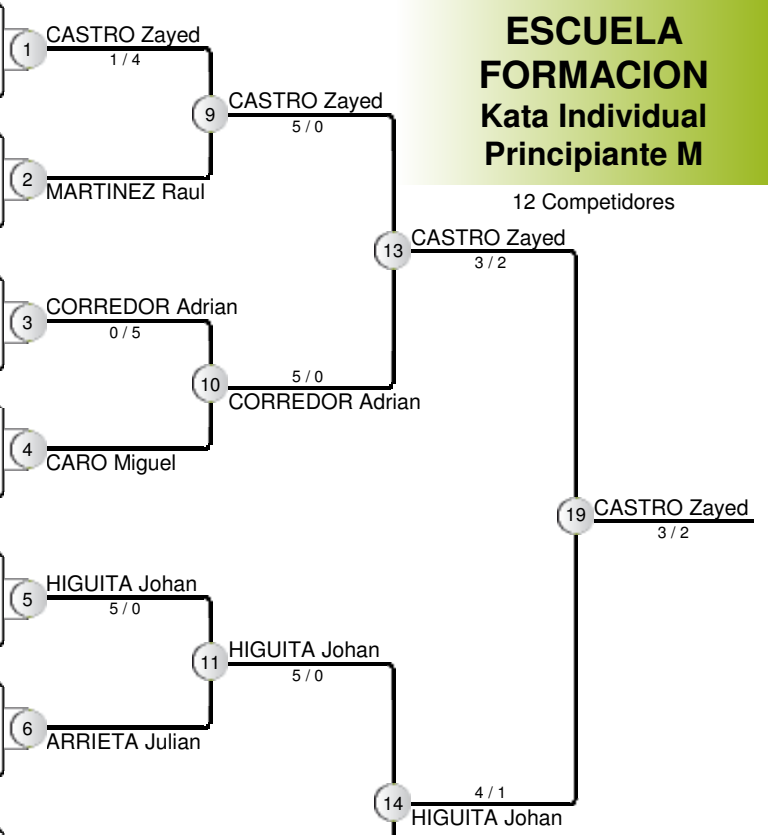 ESCUELA
FORMACION
Kata Individual
Principiante M
12 Competidores
1
CASTRO Zayed
1 / 4
9
CASTRO Zayed
5 / 0
2
MARTINEZ Raul
13
CASTRO Zayed
3 / 2
3
CORREDOR Adrian
0 / 5
10
5 / 0
CORREDOR Adrian
4
CARO Miguel
19
CASTRO Zayed
3 / 2
5
HIGUITA Johan
5 / 0
11
HIGUITA Johan
5 / 0
6
ARRIETA Julian
14
4 / 1
HIGUITA Johan